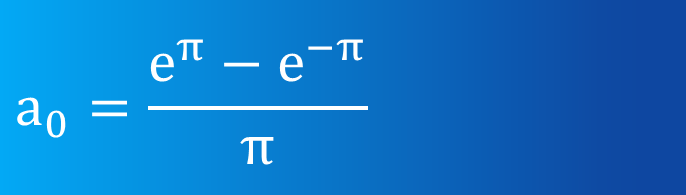 a₀ = (e^π − e^−π) / π